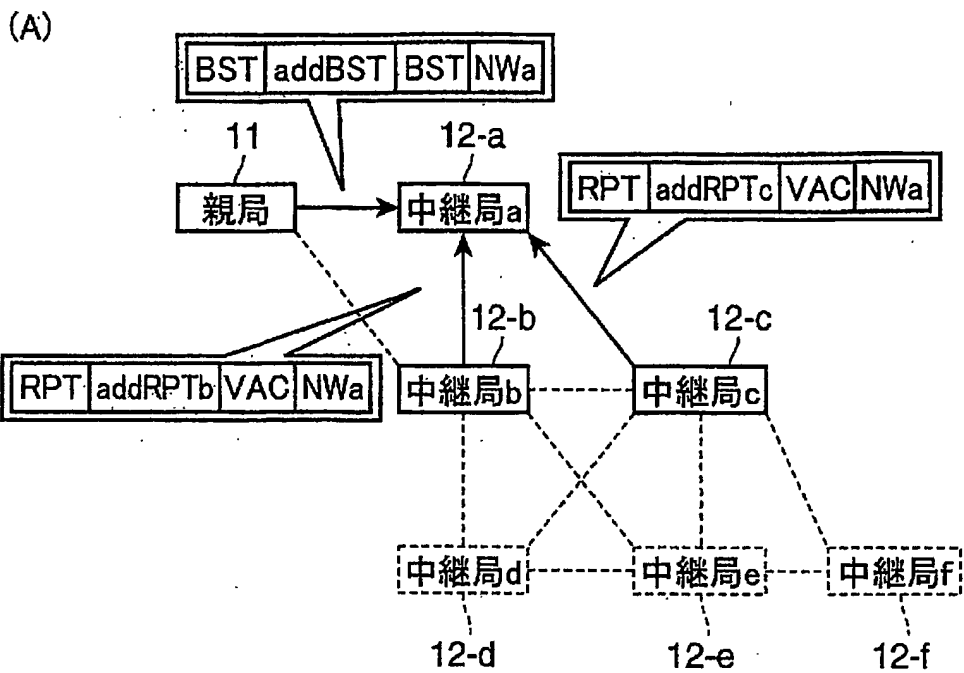 (A)
BST addBST BST NWa
11
12-a
親局
中継局a
RPT addRPTc VAC NWa
12-b
12-c
RPT addRPTb VAC NWa
中継局b
中継局c
中継局d
中継局e
中継局f
12-d
12-e
12-f